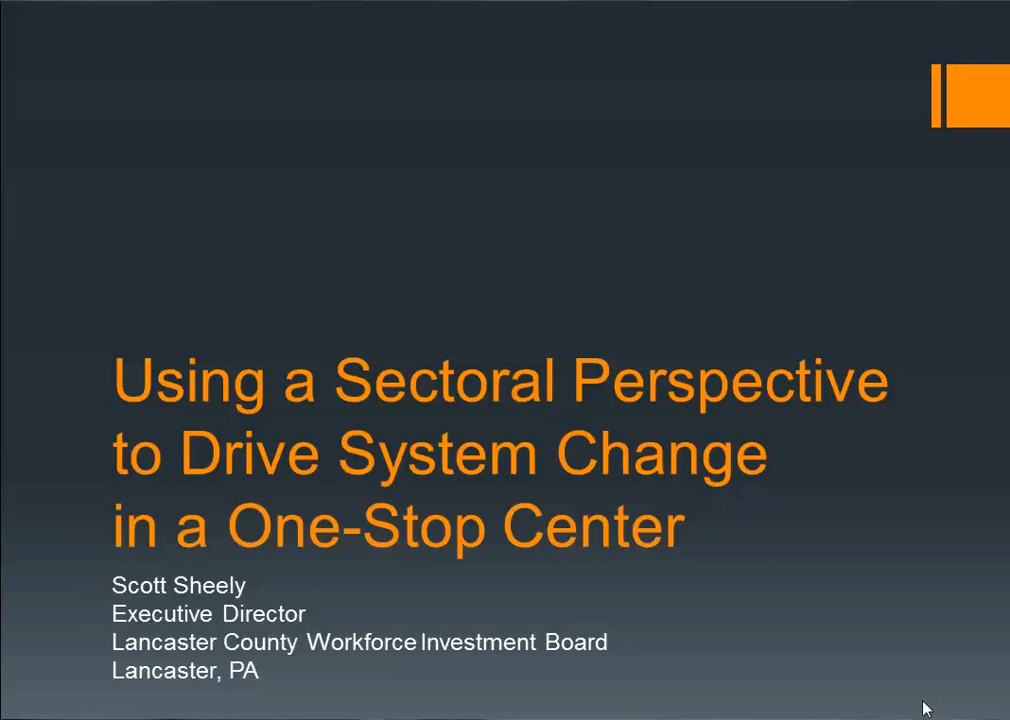 Using a Sectoral Perspective
to Drive System Change
in a One-Stop Center
Scott Sheely
Executive Director
Lancaster County Workforce Investment Board
Lancaster, PA